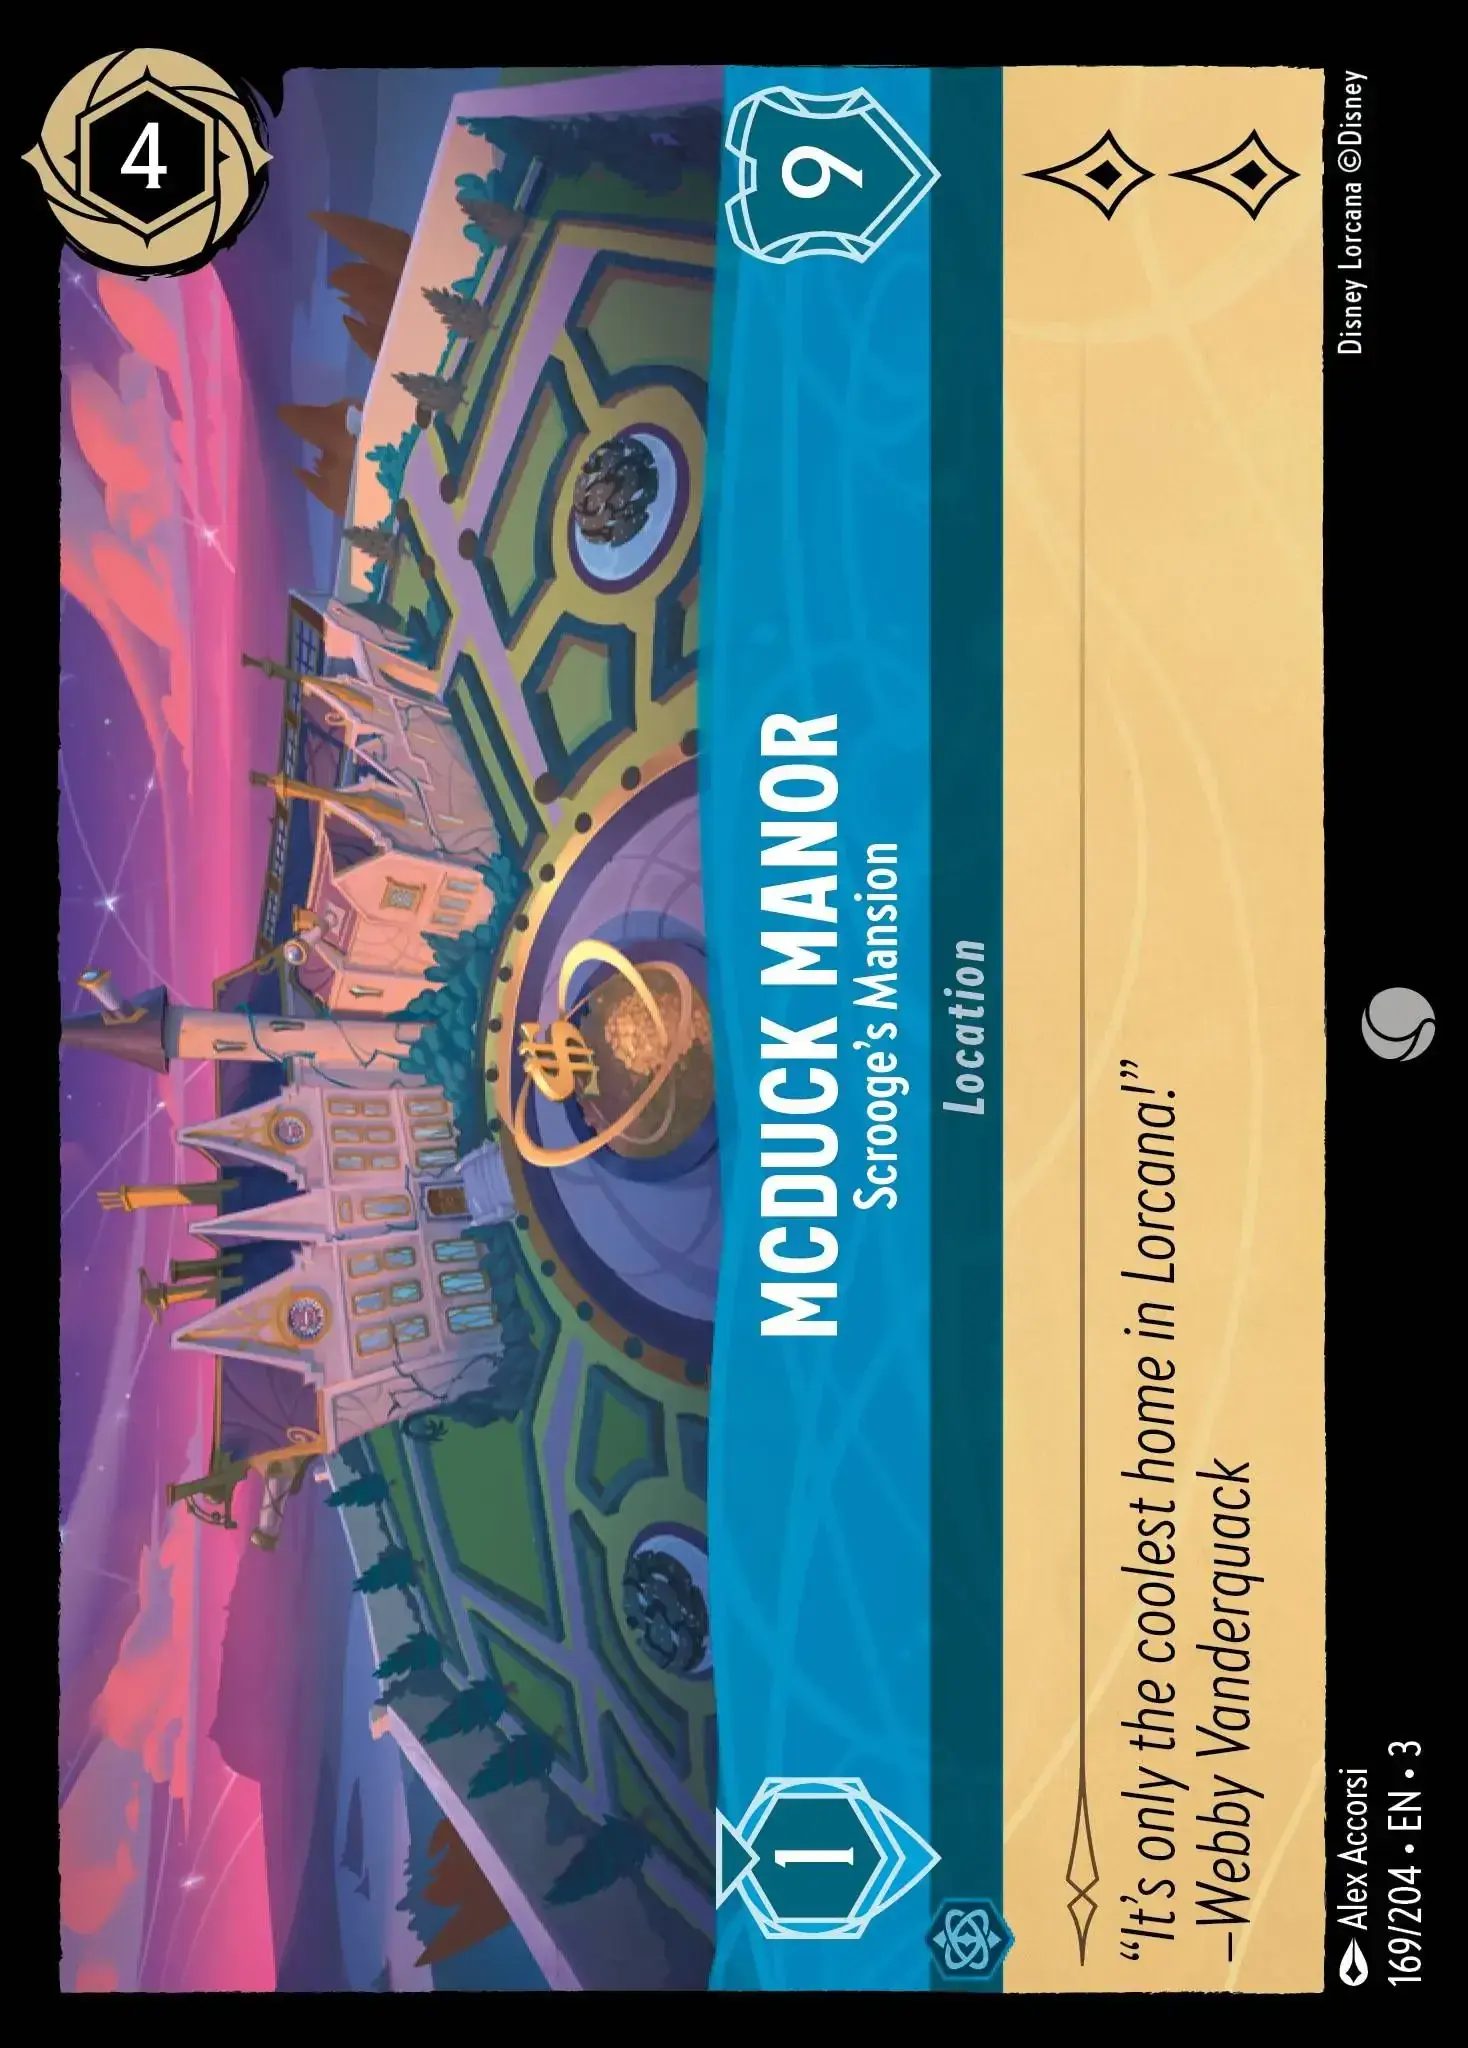 4
1
MCDUCK MANOR
9
Scrooge's Mansion
Location
“It's only the coolest home in Lorcana!”
–Webby Vanderquack
Alex Accorsi
Disney Lorcana ©Disney
169/204 • EN • 3